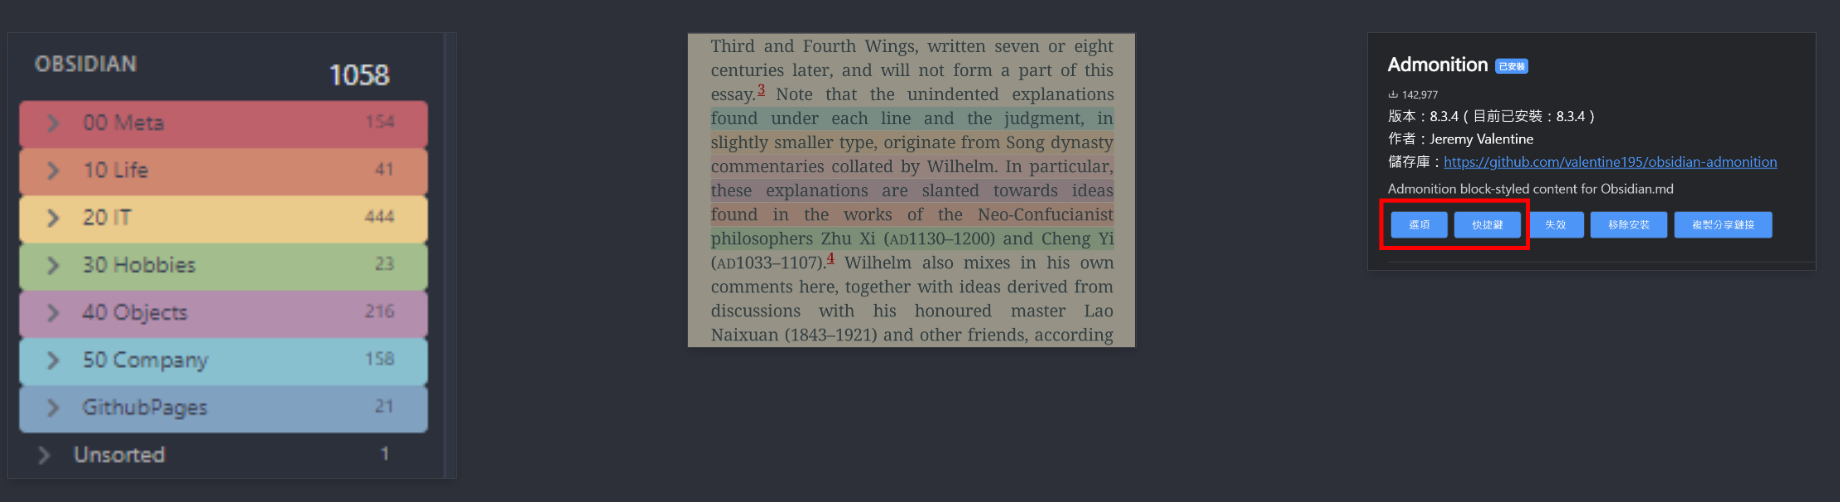 OBSIDIAN 1058
00 Meta 154
10 Life 41
20 IT 444
30 Hobbies 23
40 Objects 216
50 Company 158
GithubPages 21
Unsorted 1
Third and Fourth Wings, written seven or eight
centuries later, and will not form a part of this
essay.3 Note that the unindented explanations
found under each line and the judgment, in
slightly smaller type, originate from Song dynasty
commentaries collated by Wilhelm. In particular,
these explanations are slanted towards ideas
found in the works of the Neo-Confucianist
philosophers Zhu Xi (AD1130–1200) and Cheng Yi
(AD1033–1107).4 Wilhelm also mixes in his own
comments here, together with ideas derived from
discussions with his honoured master Lao
Naixuan (1843–1921) and other friends, according
Admonition 已安裝
142,977
版本：8.3.4 ( 目前已安裝：8.3.4 )
作者：Jeremy Valentine
儲存庫：https://github.com/valentine195/obsidian-admonition
Admonition block-styled content for Obsidian.md
選項 快捷鍵 失效 移除安裝 複製分享鏈接